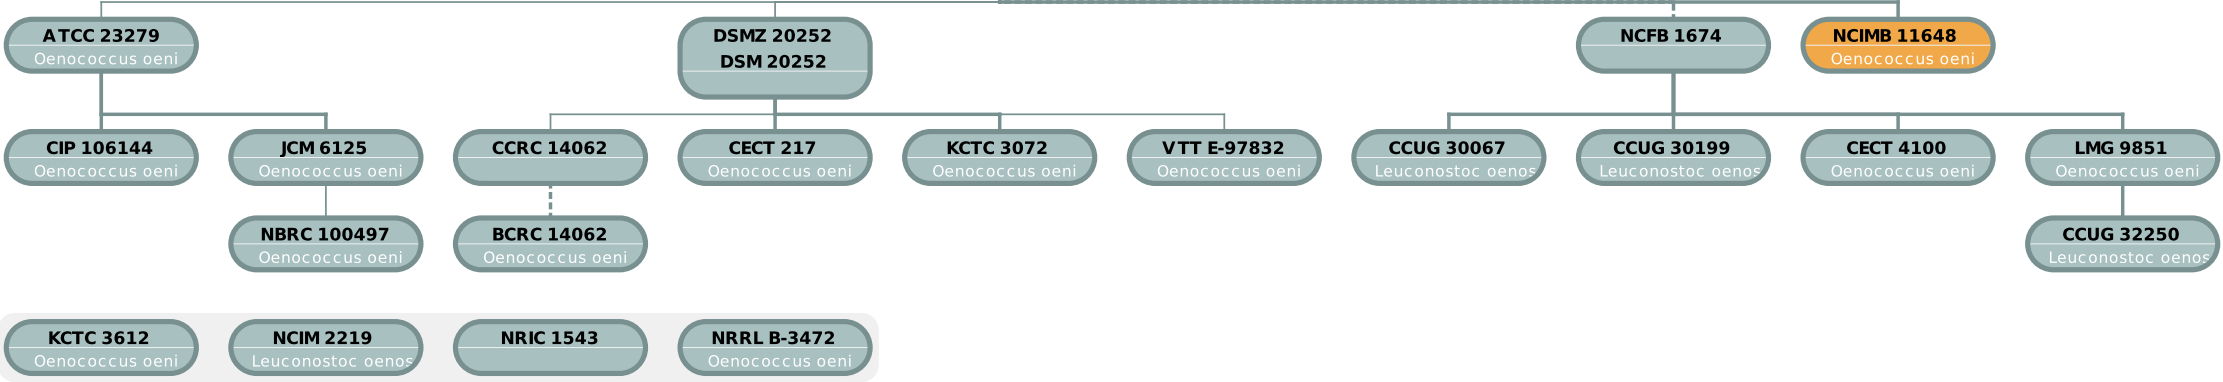 ATCC 23279
Oenococcus oeni
DSMZ 20252
DSM 20252
NCFB 1674
NCIMB 11648
Oenococcus oeni
CIP 106144
Oenococcus oeni
JCM 6125
Oenococcus oeni
CCRC 14062
CECT 217
Oenococcus oeni
KCTC 3072
Oenococcus oeni
VTT E-97832
Oenococcus oeni
CCUG 30067
Leuconostoc oenos
CCUG 30199
Leuconostoc oenos
CECT 4100
Oenococcus oeni
LMG 9851
Oenococcus oeni
NBRC 100497
Oenococcus oeni
BCRC 14062
Oenococcus oeni
CCUG 32250
Leuconostoc oenos
KCTC 3612
Oenococcus oeni
NCIM 2219
Leuconostoc oenos
NRIC 1543
NRRL B-3472
Oenococcus oeni